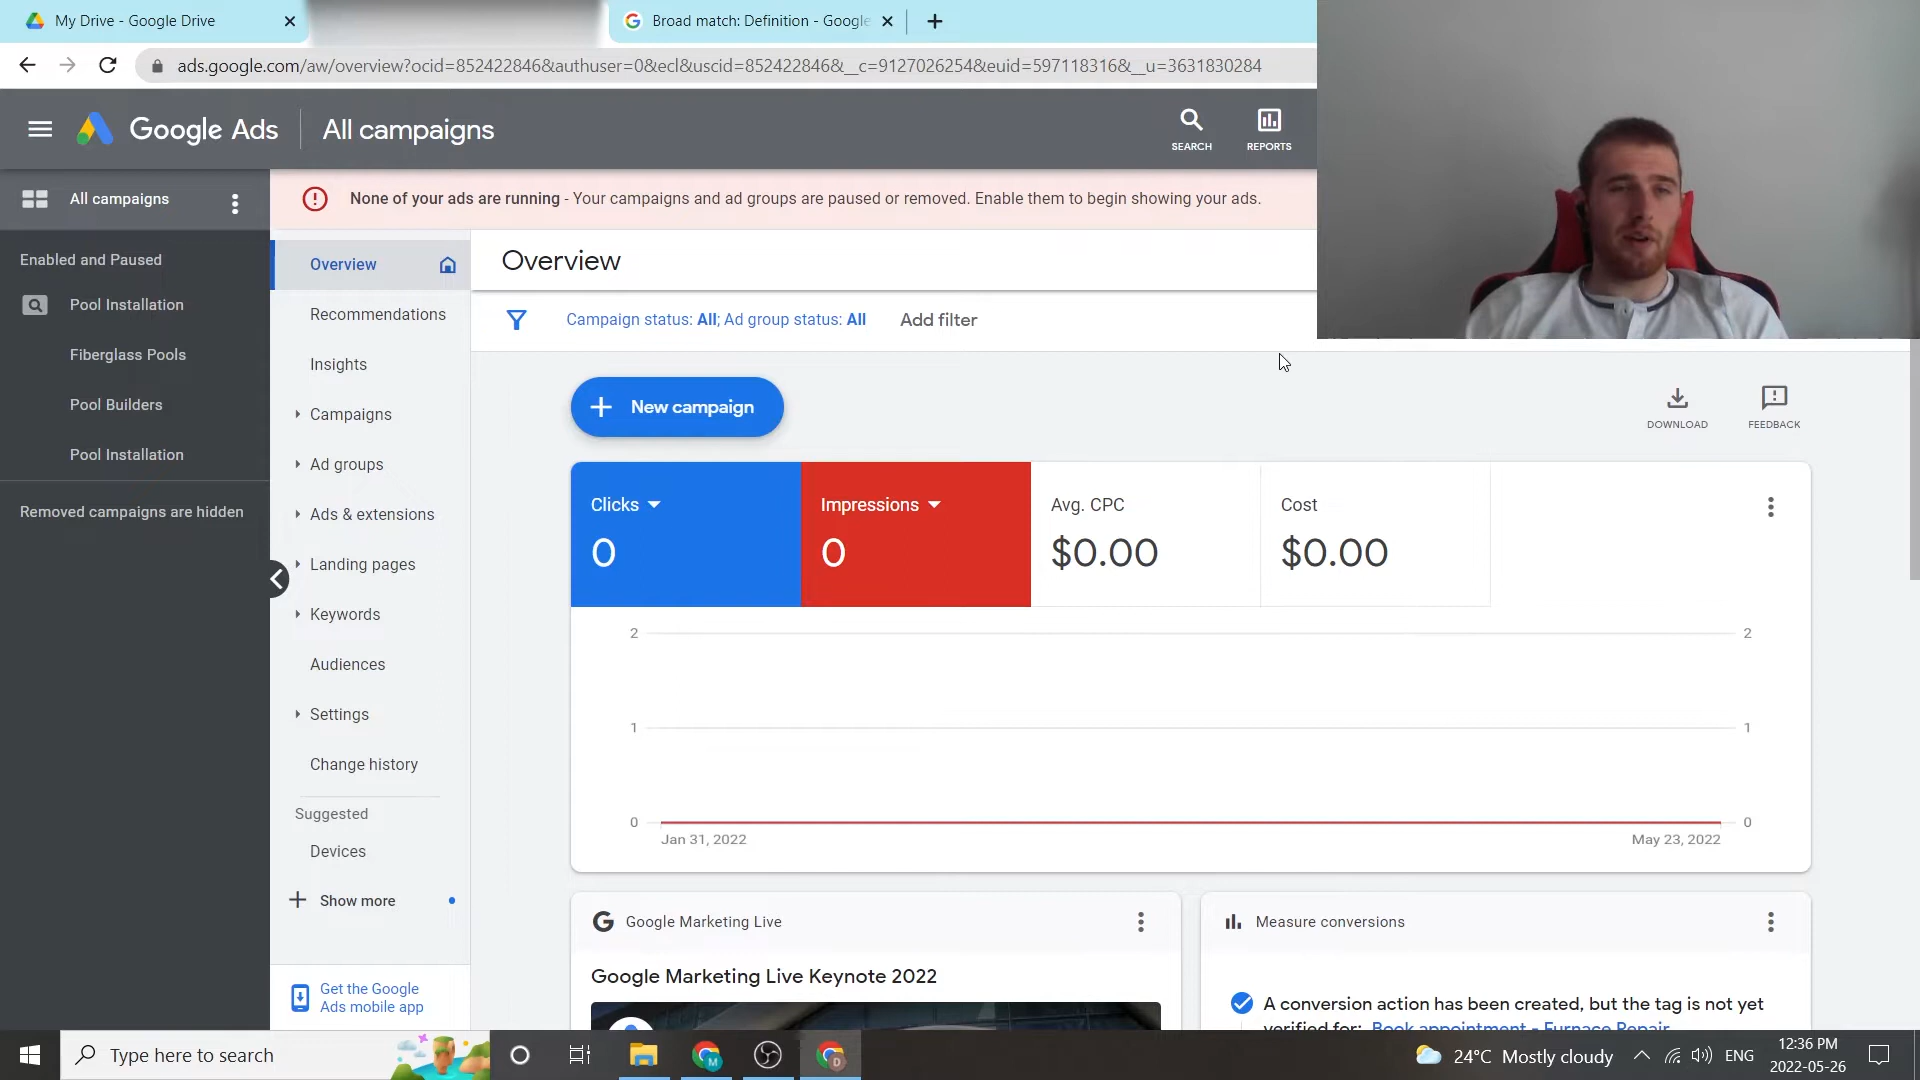 My Drive - Google Drive
Broad match: Definition - Google
ads.google.com/aw/overview?ocid=852422846&authuser=0&ecl&uscid=852422846&__c=9127026254&euid=597118316&__u=3631830284
Google Ads
All campaigns
SEARCH
REPORTS
All campaigns
None of your ads are running - Your campaigns and ad groups are paused or removed. Enable them to begin showing your ads.
Enabled and Paused
Pool Installation
Fiberglass Pools
Pool Builders
Pool Installation
Removed campaigns are hidden
Overview
Recommendations
Insights
Campaigns
Ad groups
Ads & extensions
Landing pages
Keywords
Audiences
Settings
Change history
Suggested
Devices
Show more
Get the Google
Ads mobile app
Overview
Campaign status: All; Ad group status: All
Add filter
New campaign
DOWNLOAD
FEEDBACK
Clicks
0
Impressions
0
Avg. CPC
$0.00
Cost
$0.00
2
2
1
1
0
0
Jan 31, 2022
May 23, 2022
Google Marketing Live
Google Marketing Live Keynote 2022
Measure conversions
A conversion action has been created, but the tag is not yet
verified for: Book appointment - Furnace Repair
Type here to search
M
D
24°C Mostly cloudy
ENG
12:36 PM
2022-05-26